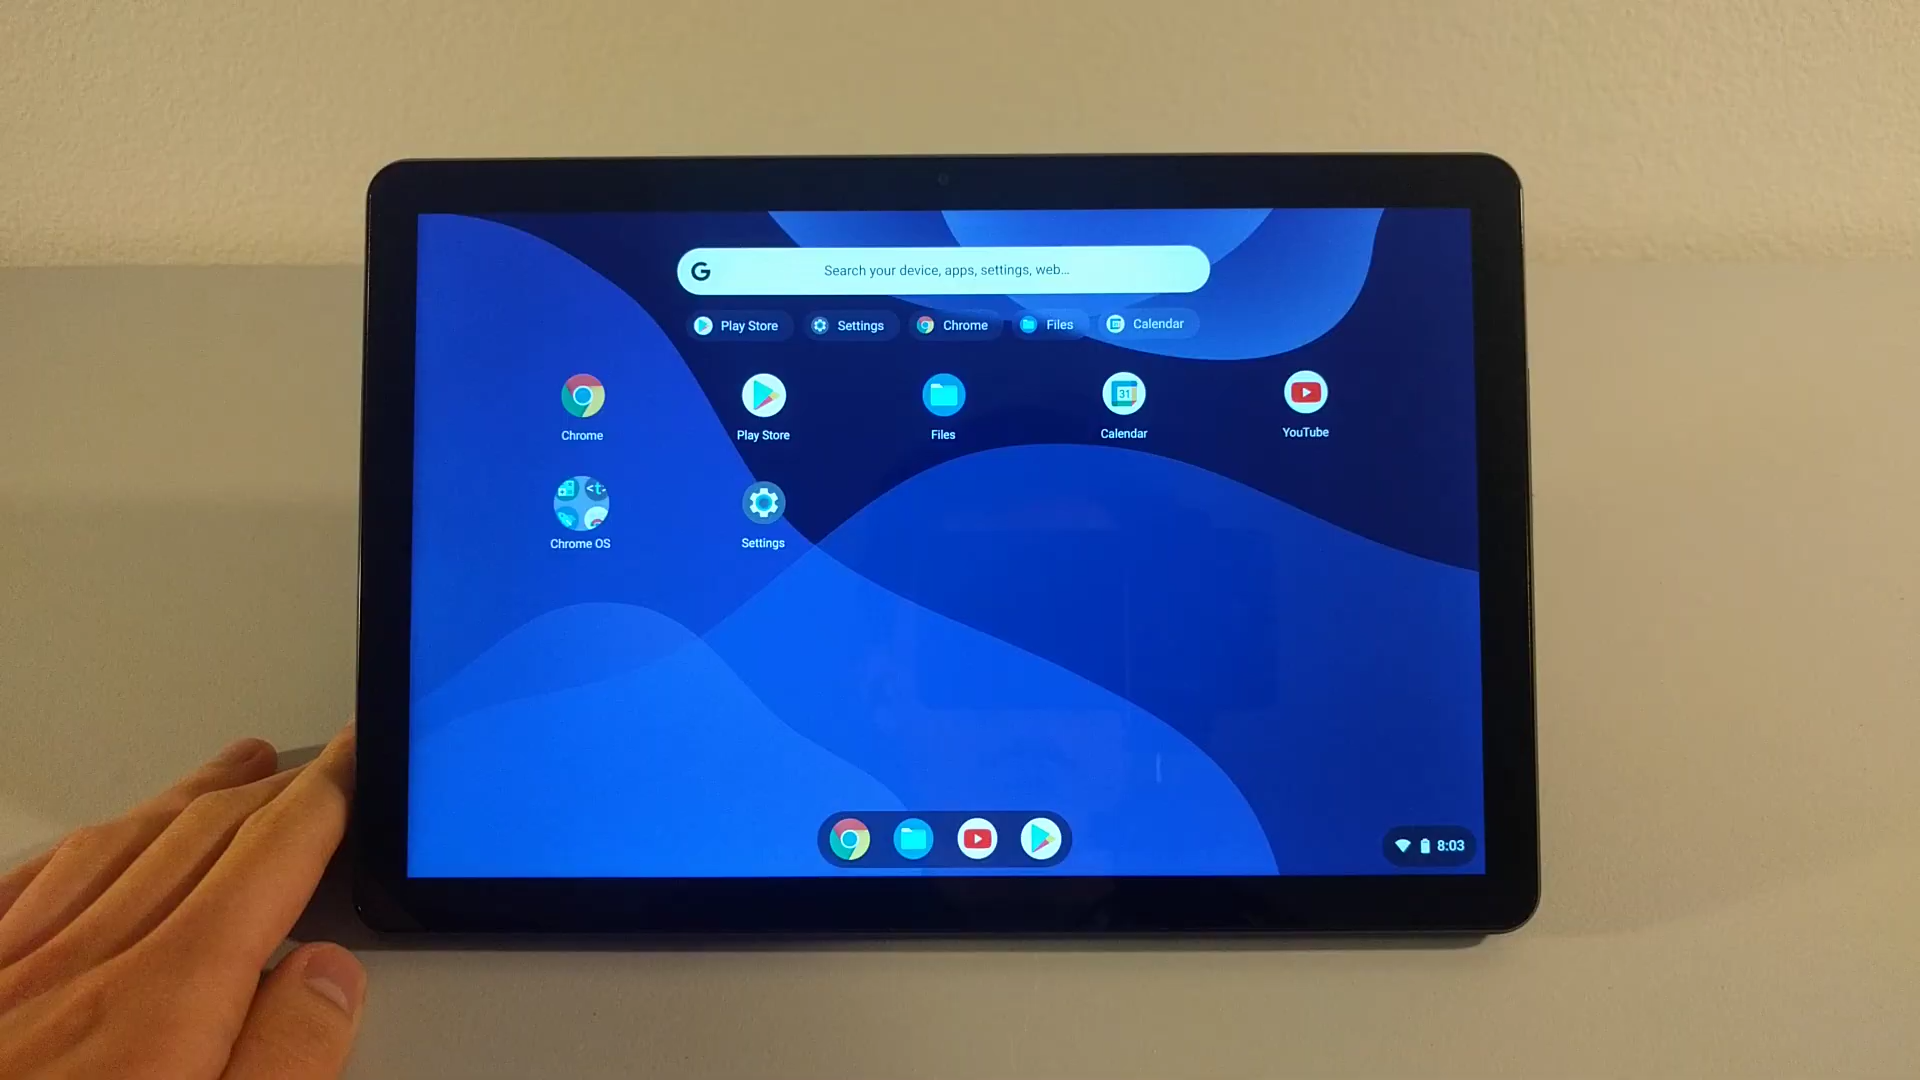 G Search your device, apps, settings, web...
Play Store Settings Chrome Files Calendar
31
Chrome Play Store Files Calendar YouTube
<t.
Chrome OS Settings
8:03